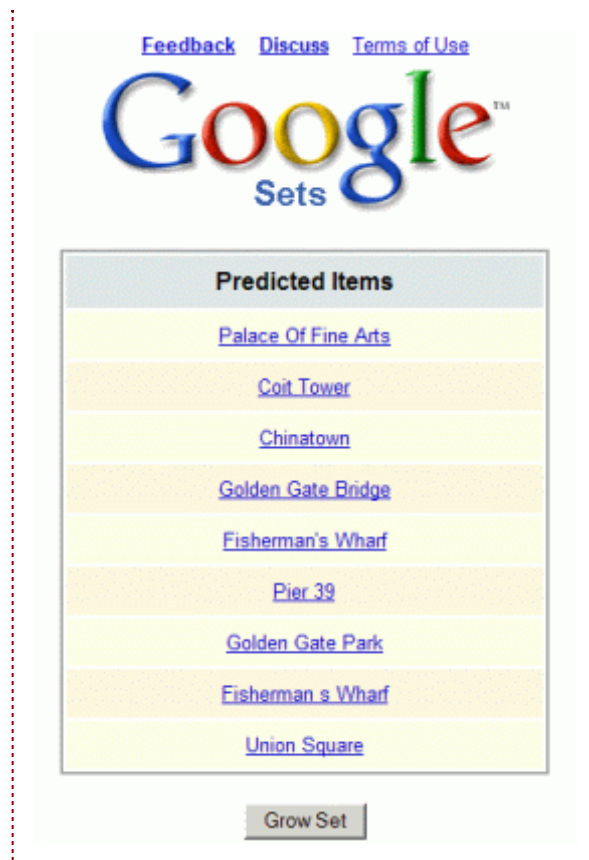 Feedback Discuss Terms of Use
Google™
Sets
Predicted Items
Palace Of Fine Arts
Coit Tower
Chinatown
Golden Gate Bridge
Fisherman's Wharf
Pier 39
Golden Gate Park
Fisherman s Wharf
Union Square
Grow Set